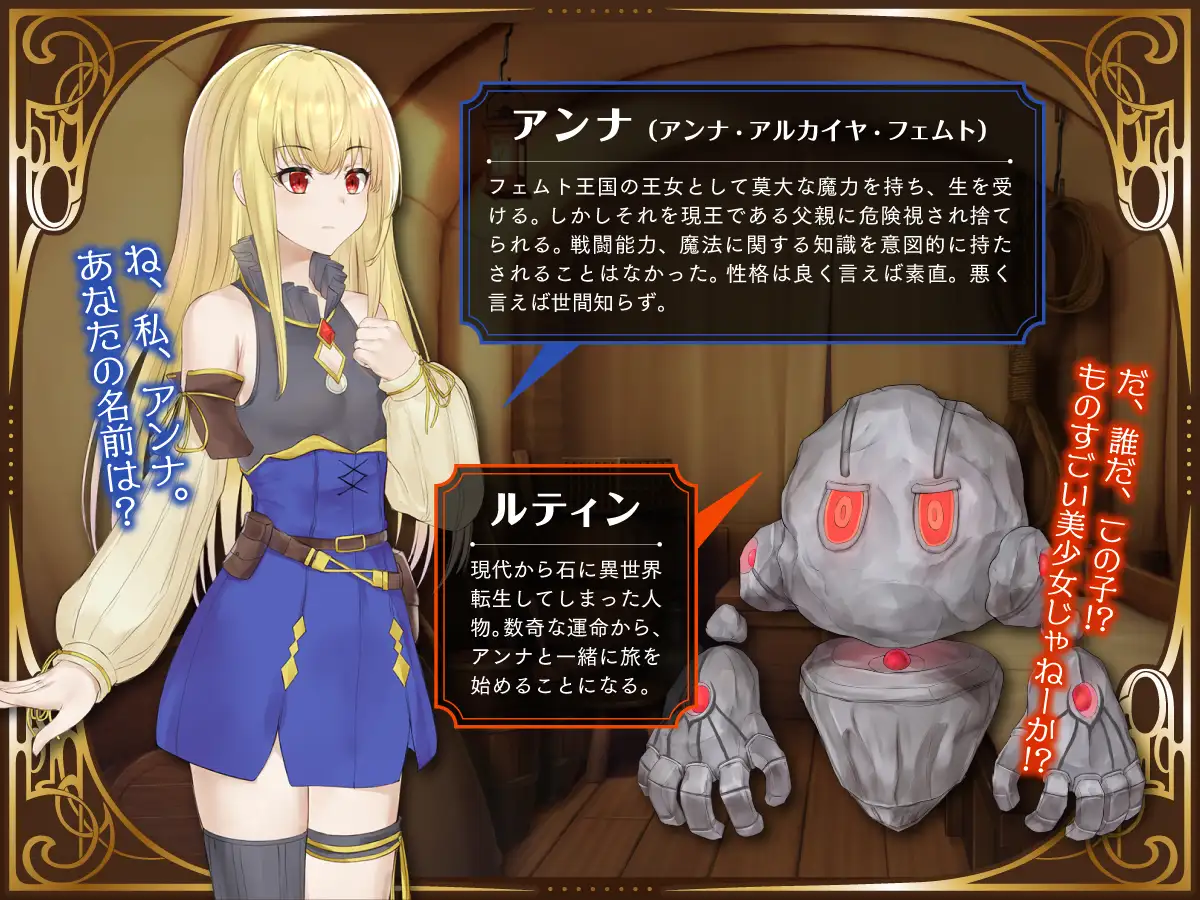 アンナ（アンナ・アルカイヤ・フェムト）
フェムト王国の王女として莫大な魔力を持ち、生を受
ける。しかしそれを現王である父親に危険視され捨て
られる。戦闘能力、魔法に関する知識を意図的に持た
されることはなかった。性格は良く言えば素直。悪く
言えば世間知らず。
ね、私、アンナ。
あなたの名前は？
ルティン
現代から石に異世界
転生してしまった人
物。数奇な運命から、
アンナと一緒に旅を
始めることになる。
だ、誰だ、この子!?
ものすごい美少女じゃねーか!?